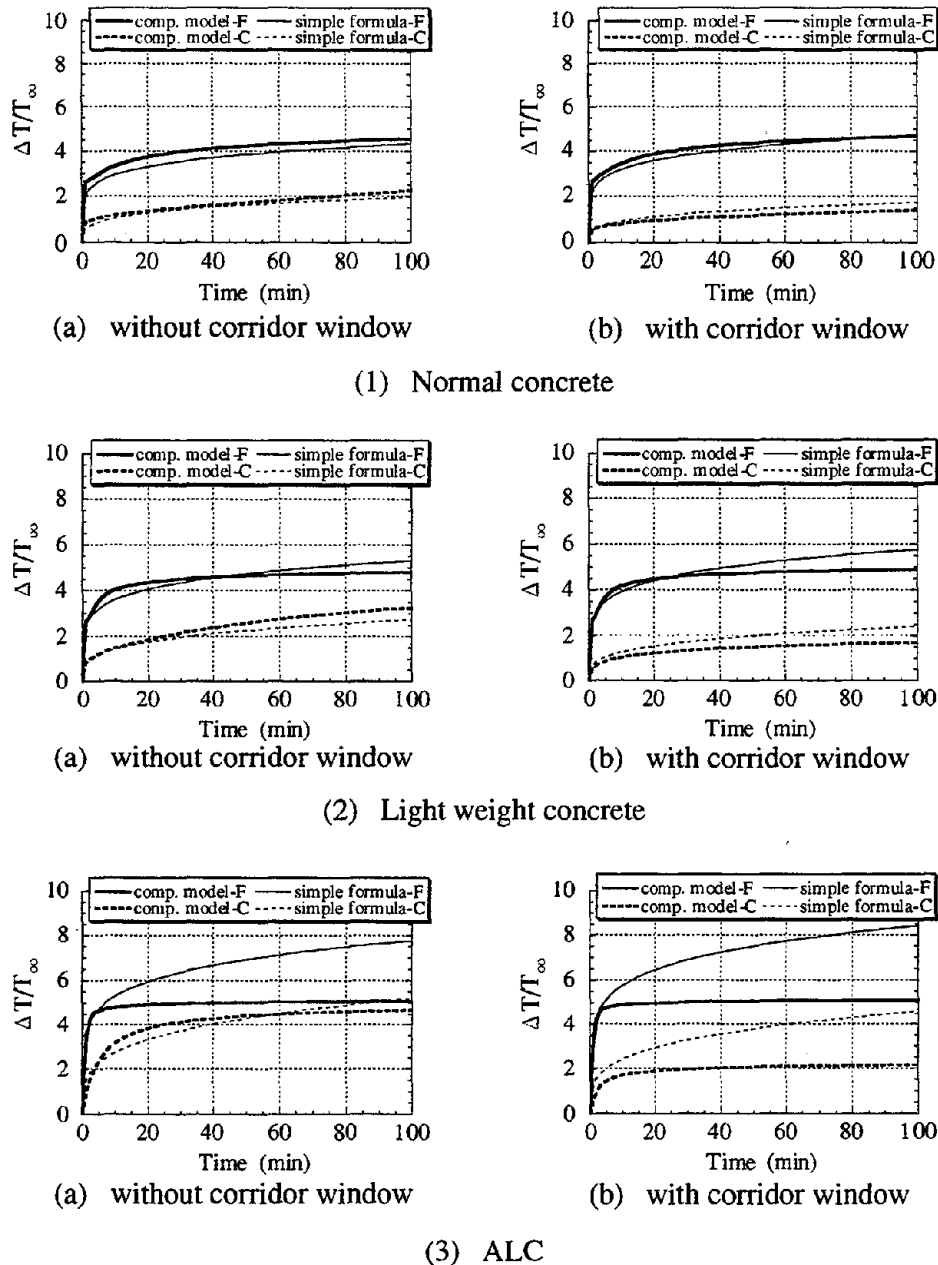 comp. model-F simple formula-F
comp. model-C simple formula-C
10
8
6
4
2
0
ΔT/T∞
0 20 40 60 80 100
Time (min)
(a) without corridor window
comp. model-F simple formula-F
comp. model-C simple formula-C
10
8
6
4
2
0
ΔT/T∞
0 20 40 60 80 100
Time (min)
(b) with corridor window
(1) Normal concrete
comp. model-F simple formula-F
comp. model-C simple formula-C
10
8
6
4
2
0
ΔT/T∞
0 20 40 60 80 100
Time (min)
(a) without corridor window
comp. model-F simple formula-F
comp. model-C simple formula-C
10
8
6
4
2
0
ΔT/T∞
0 20 40 60 80 100
Time (min)
(b) with corridor window
(2) Light weight concrete
comp. model-F simple formula-F
comp. model-C simple formula-C
10
8
6
4
2
0
ΔT/T∞
0 20 40 60 80 100
Time (min)
(a) without corridor window
comp. model-F simple formula-F
comp. model-C simple formula-C
10
8
6
4
2
0
ΔT/T∞
0 20 40 60 80 100
Time (min)
(b) with corridor window
(3) ALC